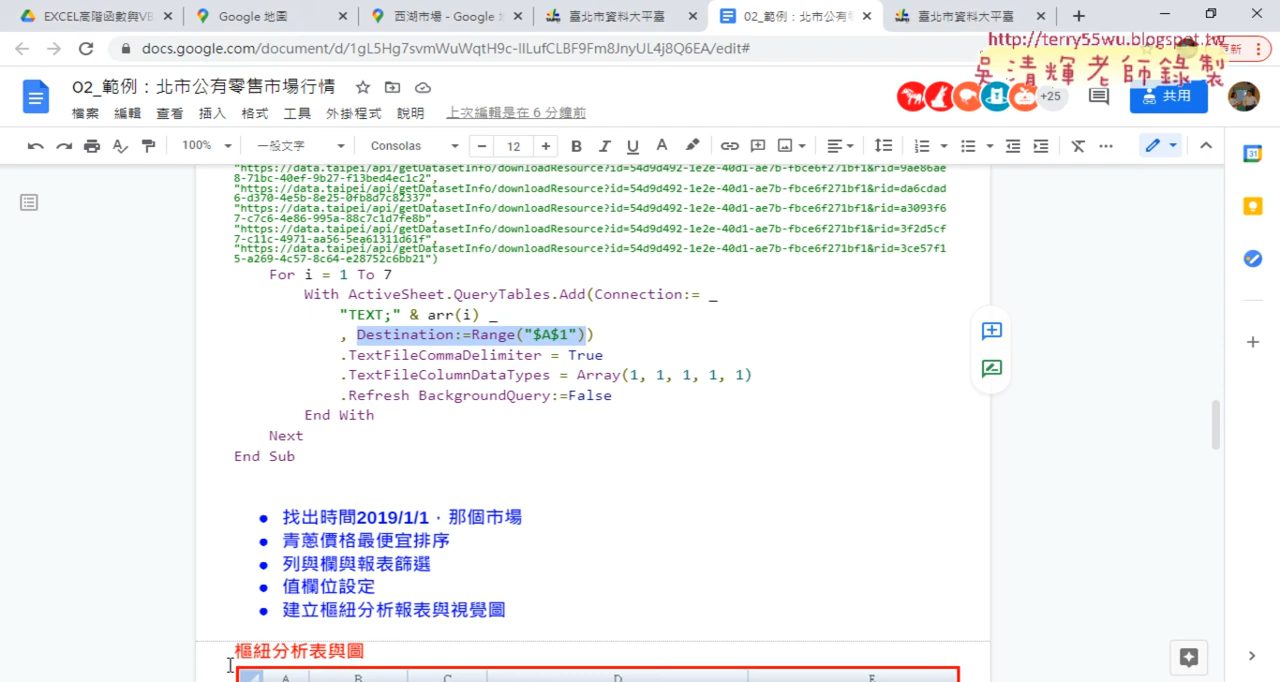 EXCEL高階函數與VB
Google 地圖
西湖市場 - Google
臺北市資料大平臺
02_範例：北市公有零
臺北市資料大平臺
docs.google.com/document/d/1gL5Hg7svmWuWqtH9c-IlLufCLBF9Fm8JnyUL4j8Q6EA/edit#
更新
http://terry55wu.blogspot.tw
吳清輝老師錄製
02_範例：北市公有零售市場行情
檔案 編輯 查看 插入 格式 工具 外掛程式 說明 上次編輯是在 6 分鐘前
+25
共用
100% 一般文字 Consolas 12 B I U A
"https://data.taipei/api/getDatasetInfo/downloadResource?id=54d9d492-1e2e-40d1-ae7b-fbce6f271bf1&rid=9ae86ae
8-71bc-40ef-9b27-f13bed4ec1c2",
"https://data.taipei/api/getDatasetInfo/downloadResource?id=54d9d492-1e2e-40d1-ae7b-fbce6f271bf1&rid=da6cdad
6-d370-4e5b-8e25-0fb8d7c82337",
"https://data.taipei/api/getDatasetInfo/downloadResource?id=54d9d492-1e2e-40d1-ae7b-fbce6f271bf1&rid=a3093f6
7-c7c6-4e86-995a-88c7c1d7fe8b",
"https://data.taipei/api/getDatasetInfo/downloadResource?id=54d9d492-1e2e-40d1-ae7b-fbce6f271bf1&rid=3f2d5cf
7-c11c-4971-aa56-5ea61311d61f",
"https://data.taipei/api/getDatasetInfo/downloadResource?id=54d9d492-1e2e-40d1-ae7b-fbce6f271bf1&rid=3ce57f1
5-a269-4c57-8c64-e28752c6bb21")
For i = 1 To 7
With ActiveSheet.QueryTables.Add(Connection:= _
"TEXT;" & arr(i) _
, Destination:=Range("$A$1"))
.TextFileCommaDelimiter = True
.TextFileColumnDataTypes = Array(1, 1, 1, 1, 1)
.Refresh BackgroundQuery:=False
End With
Next
End Sub
● 找出時間2019/1/1，那個市場
● 青蔥價格最便宜排序
● 列與欄與報表篩選
● 值欄位設定
● 建立樞紐分析報表與視覺圖
樞紐分析表與圖
A B C D E
31